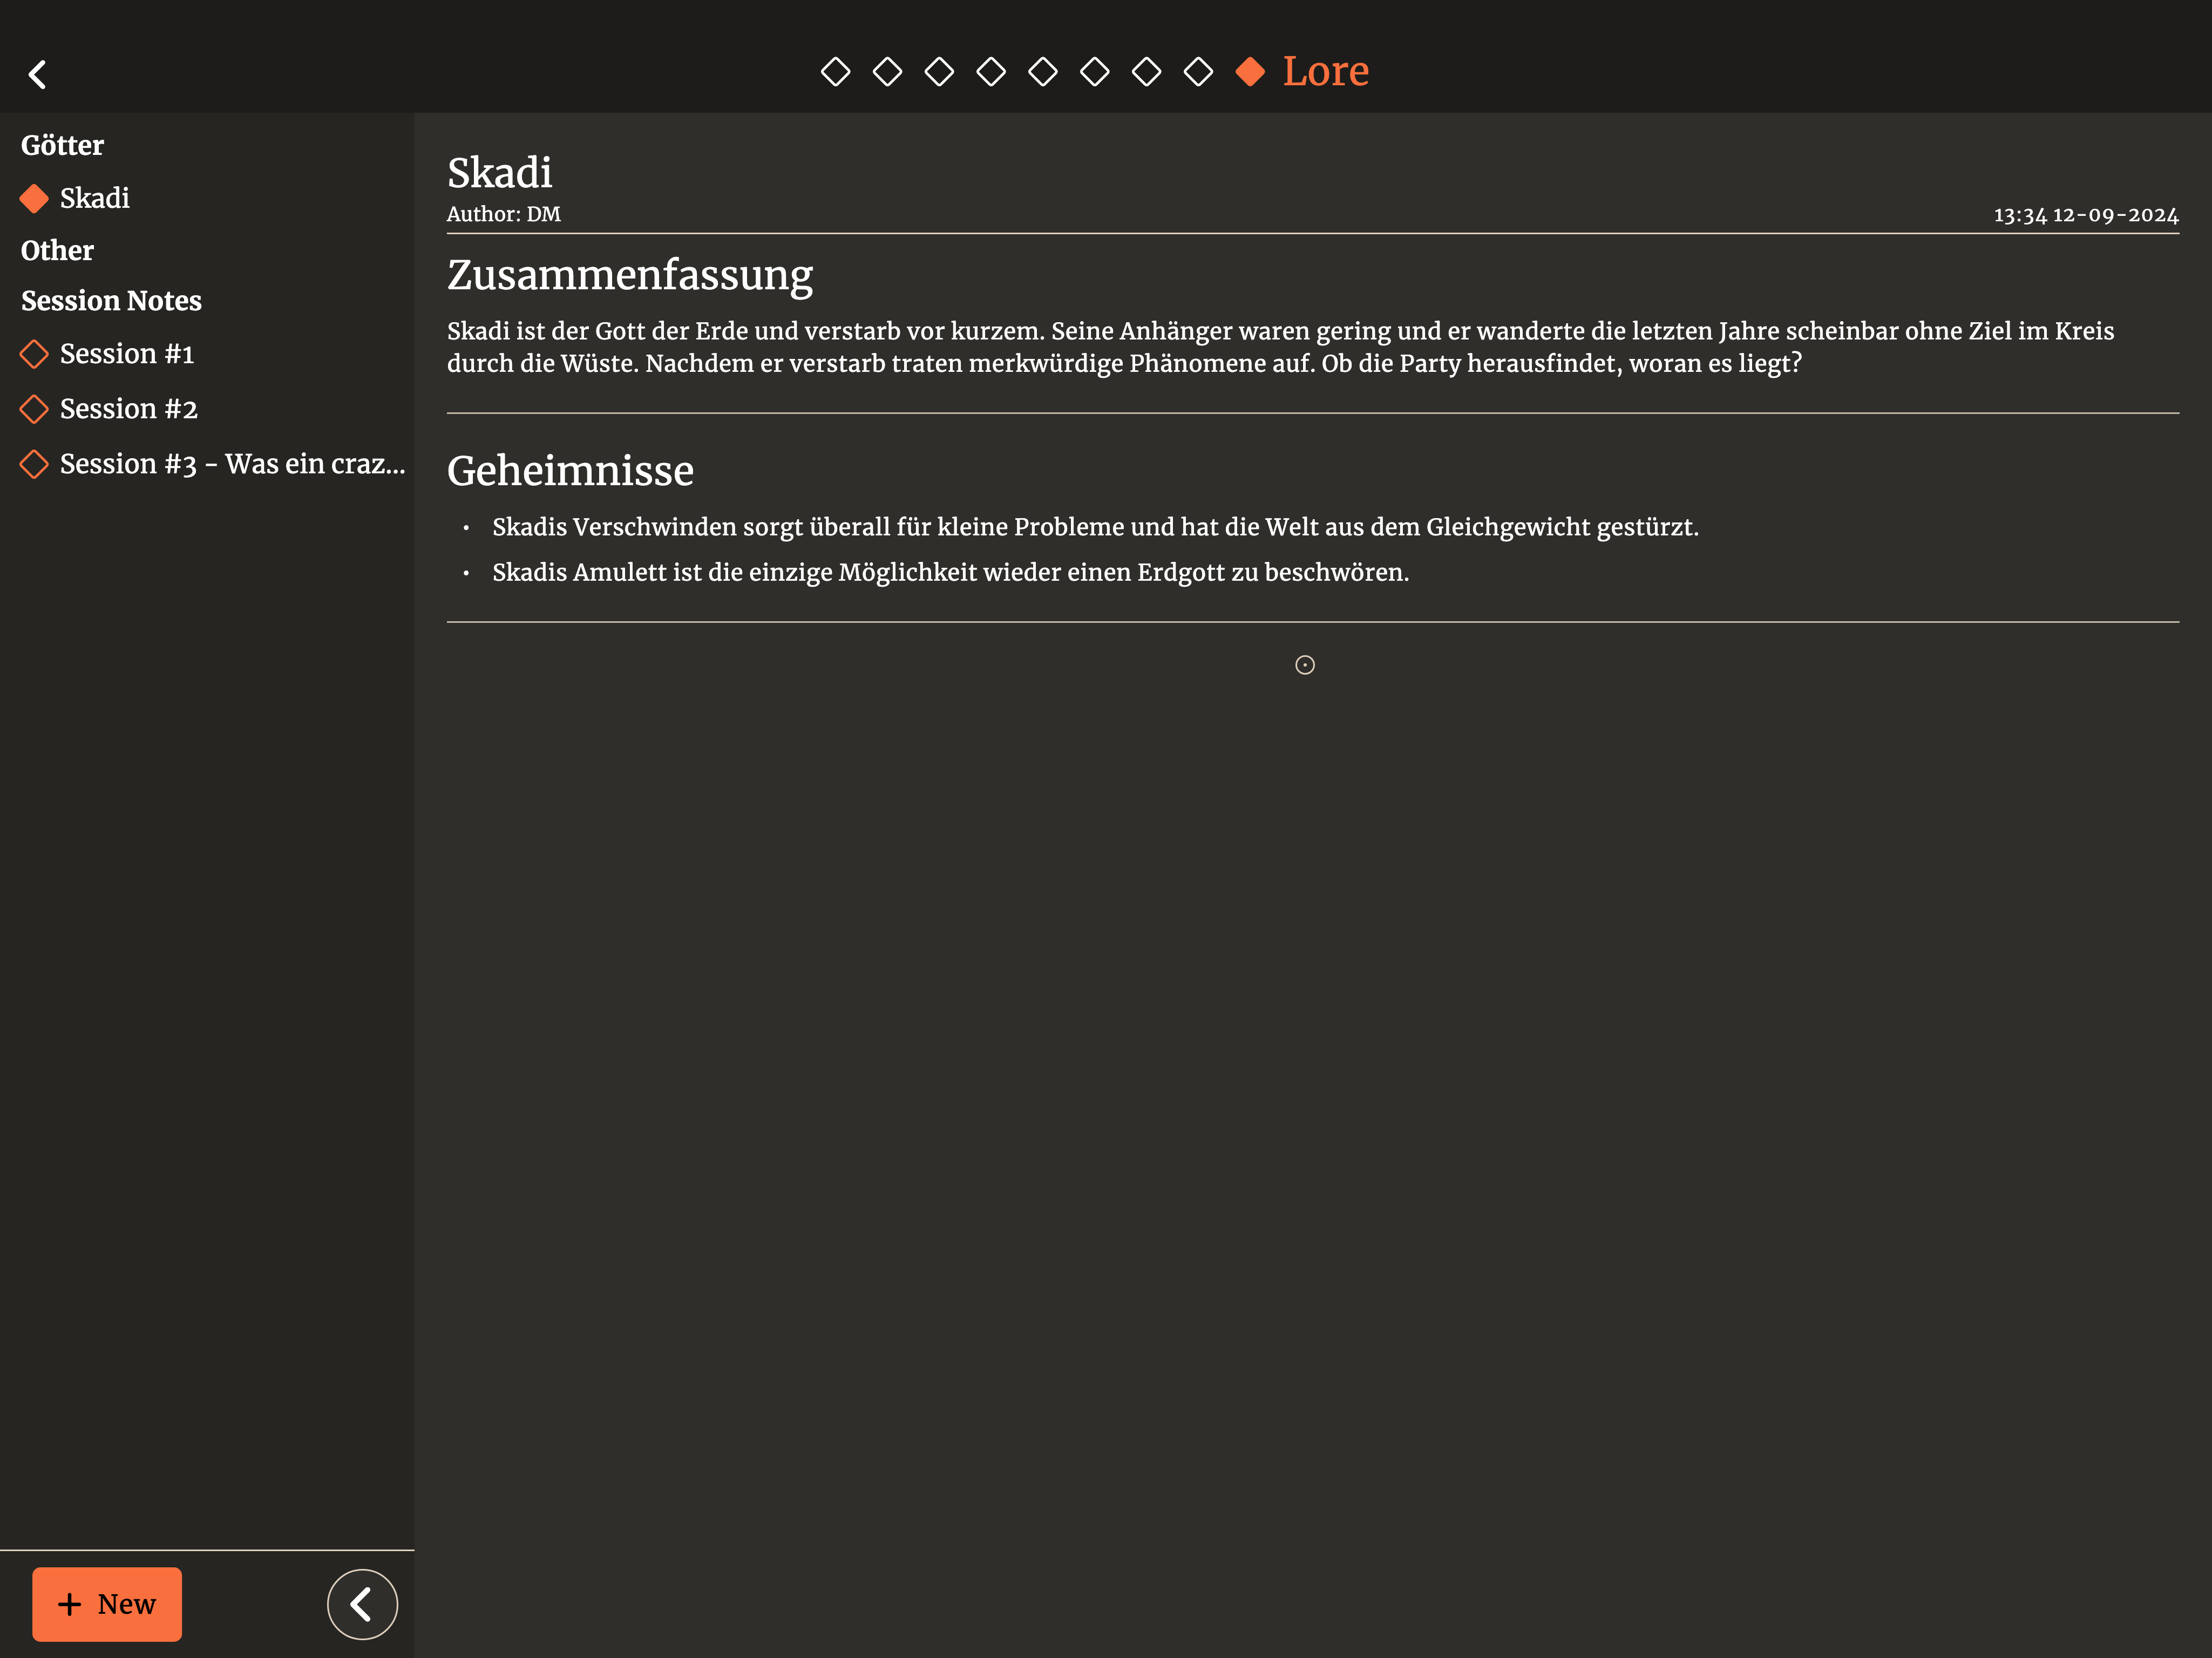 Lore
Götter
Skadi
Other
Session Notes
Session #1
Session #2
Session #3 - Was ein craz...
+ New
Skadi
Author: DM
13:34 12-09-2024
Zusammenfassung
Skadi ist der Gott der Erde und verstarb vor kurzem. Seine Anhänger waren gering und er wanderte die letzten Jahre scheinbar ohne Ziel im Kreis
durch die Wüste. Nachdem er verstarb traten merkwürdige Phänomene auf. Ob die Party herausfindet, woran es liegt?
Geheimnisse
• Skadis Verschwinden sorgt überall für kleine Probleme und hat die Welt aus dem Gleichgewicht gestürzt.
• Skadis Amulett ist die einzige Möglichkeit wieder einen Erdgott zu beschwören.